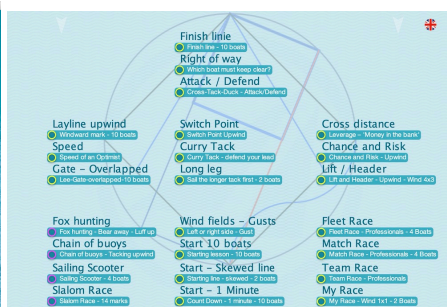 Finish linie
Finish line - 10 boats
Right of way
Which boat must keep clear?
Attack / Defend
Cross-Tack-Duck - Attack/Defend
Layline upwind
Windward mark - 10 boats
Speed
Speed of an Optimist
Gate - Overlapped
Lee-Gate-overlapped-10 boats
Switch Point
Switch Point Upwind
Curry Tack
Curry Tack - defend your lead
Long leg
Sail the longer tack first - 2 boats
Cross distance
Leverage - 'Money in the bank'
Chance and Risk
Chance and Risk - Upwind
Lift / Header
Lift and Header - Upwind - Wind 4x3
Fox hunting
Fox hunting - Bear away - Luff up
Chain of buoys
Chain of buoys - Tacking upwind
Sailing Scooter
Sailing Scooter - 4 boats
Slalom Race
Slalom Race - 14 marks
Wind fields - Gusts
Left or right side - Gust
Start 10 boats
Starting lesson - 10 boats
Start - Skewed line
Starting line - skewed - 2 boats
Start - 1 Minute
Count Down - 1 minute - 10 boats
Fleet Race
Fleet Race - Professionals - 4 Boats
Match Race
Match Race - Professionals - 4 Boats
Team Race
Team Race - Professionals
My Race
My Race - Wind 1x1 - 2 Boats